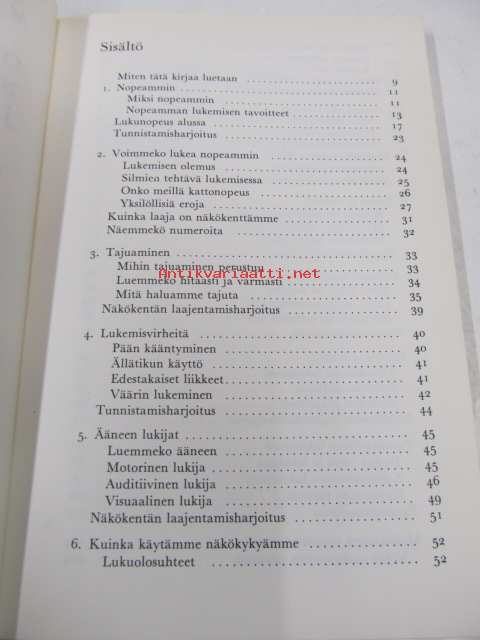 Sisältö
Miten tätä kirjaa luetaan .................... 9
1. Nopeammin .................... 11
Miksi nopeammin .................... 11
Nopeamman lukemisen tavoitteet .................... 13
Lukunopeus alussa .................... 17
Tunnistamisharjoitus .................... 23
2. Voimmeko lukea nopeammin .................... 24
Lukemisen olemus .................... 24
Silmien tehtävä lukemisessa .................... 25
Onko meillä kattonopeus .................... 26
Yksilöllisiä eroja .................... 27
Kuinka laaja on näkökenttämme .................... 31
Näemmekö numeroita .................... 32
3. Tajuaminen .................... 33
Mihin tajuaminen perustuu .................... 33
Antikvariaatti.net
Luemmeko hitaasti ja varmasti .................... 34
Mitä haluamme tajuta .................... 35
Näkökentän laajentamisharjoitus .................... 39
4. Lukemisvirheitä .................... 40
Pään kääntyminen .................... 40
Ällätikun käyttö .................... 41
Edestakaiset liikkeet .................... 41
Väärin lukeminen .................... 42
Tunnistamisharjoitus .................... 44
5. Ääneen lukijat .................... 45
Luemmeko ääneen .................... 45
Motorinen lukija .................... 45
Auditiivinen lukija .................... 46
Visuaalinen lukija .................... 49
Näkökentän laajentamisharjoitus .................... 51
6. Kuinka käytämme näkökykyämme .................... 52
Lukuolosuhteet .................... 52